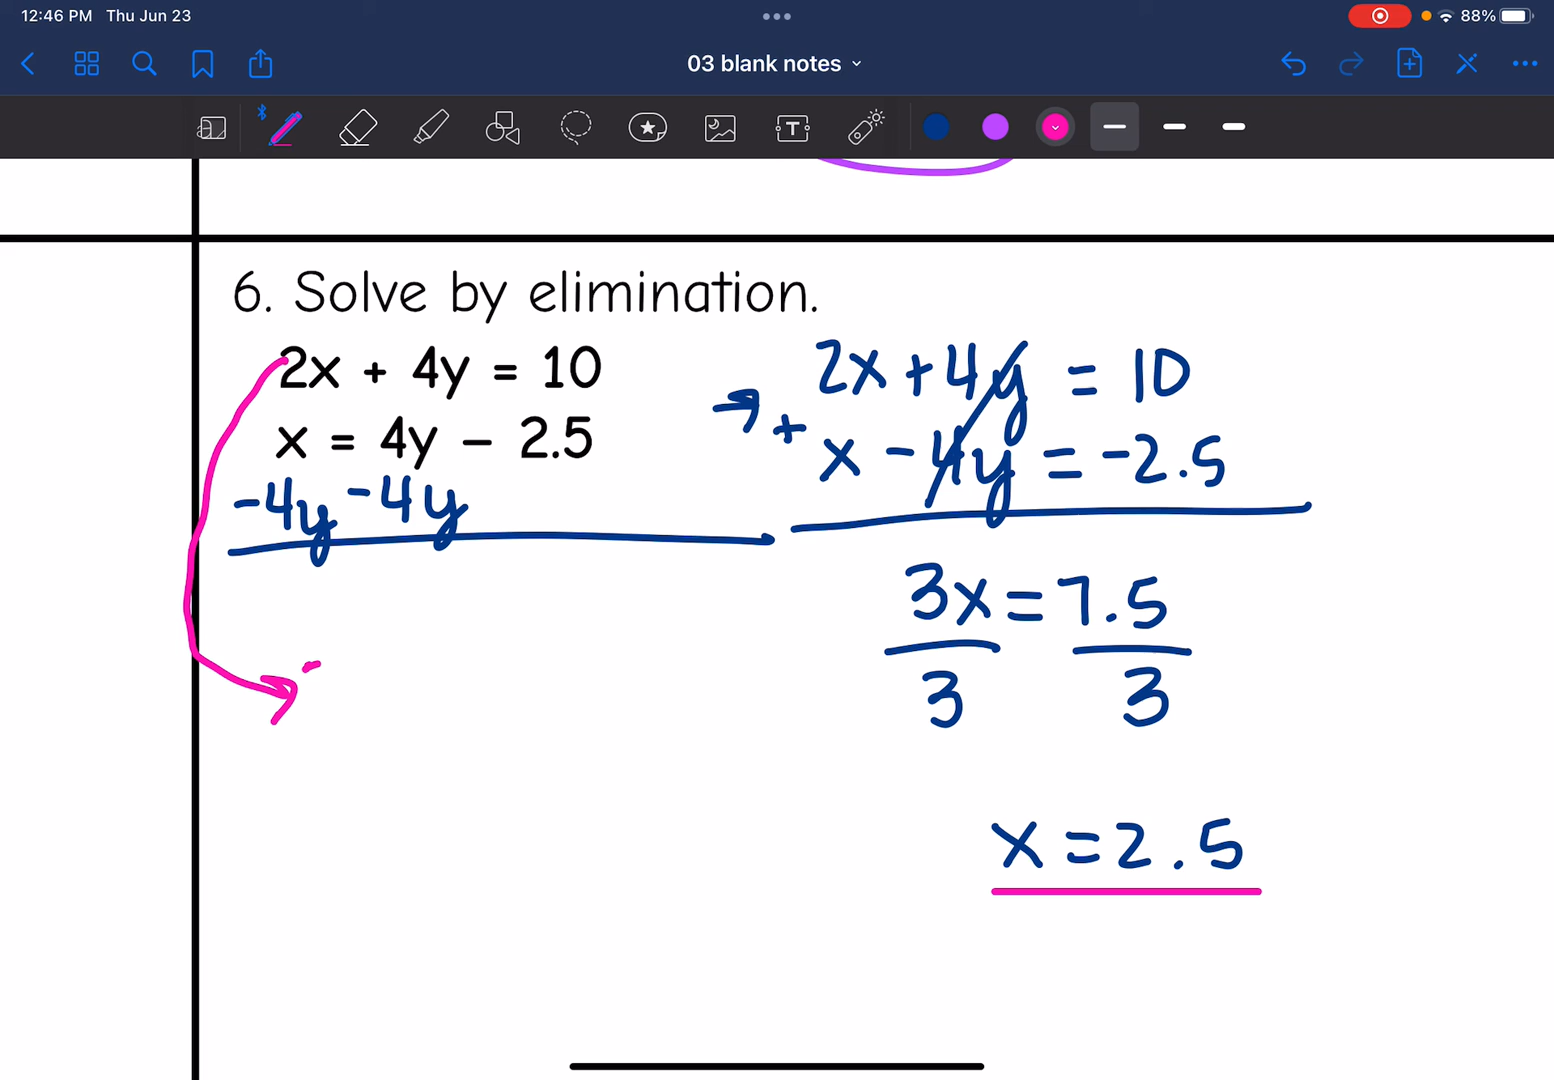 12:46 PM Thu Jun 23
88%
03 blank notes
T
6. Solve by elimination.
2x + 4y = 10
x = 4y − 2.5
-4y -4y
2x + 4y = 10
+ x - 4y = -2.5
3x = 7.5
3 3
x = 2.5